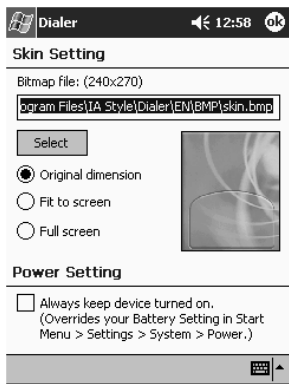 Dialer 12:58 ok
Skin Setting
Bitmap file: (240x270)
ogram Files\IA Style\Dialer\EN\BMP\skin.bmp
Select
Original dimension
Fit to screen
Full screen
Power Setting
Always keep device turned on.
(Overrides your Battery Setting in Start
Menu > Settings > System > Power.)